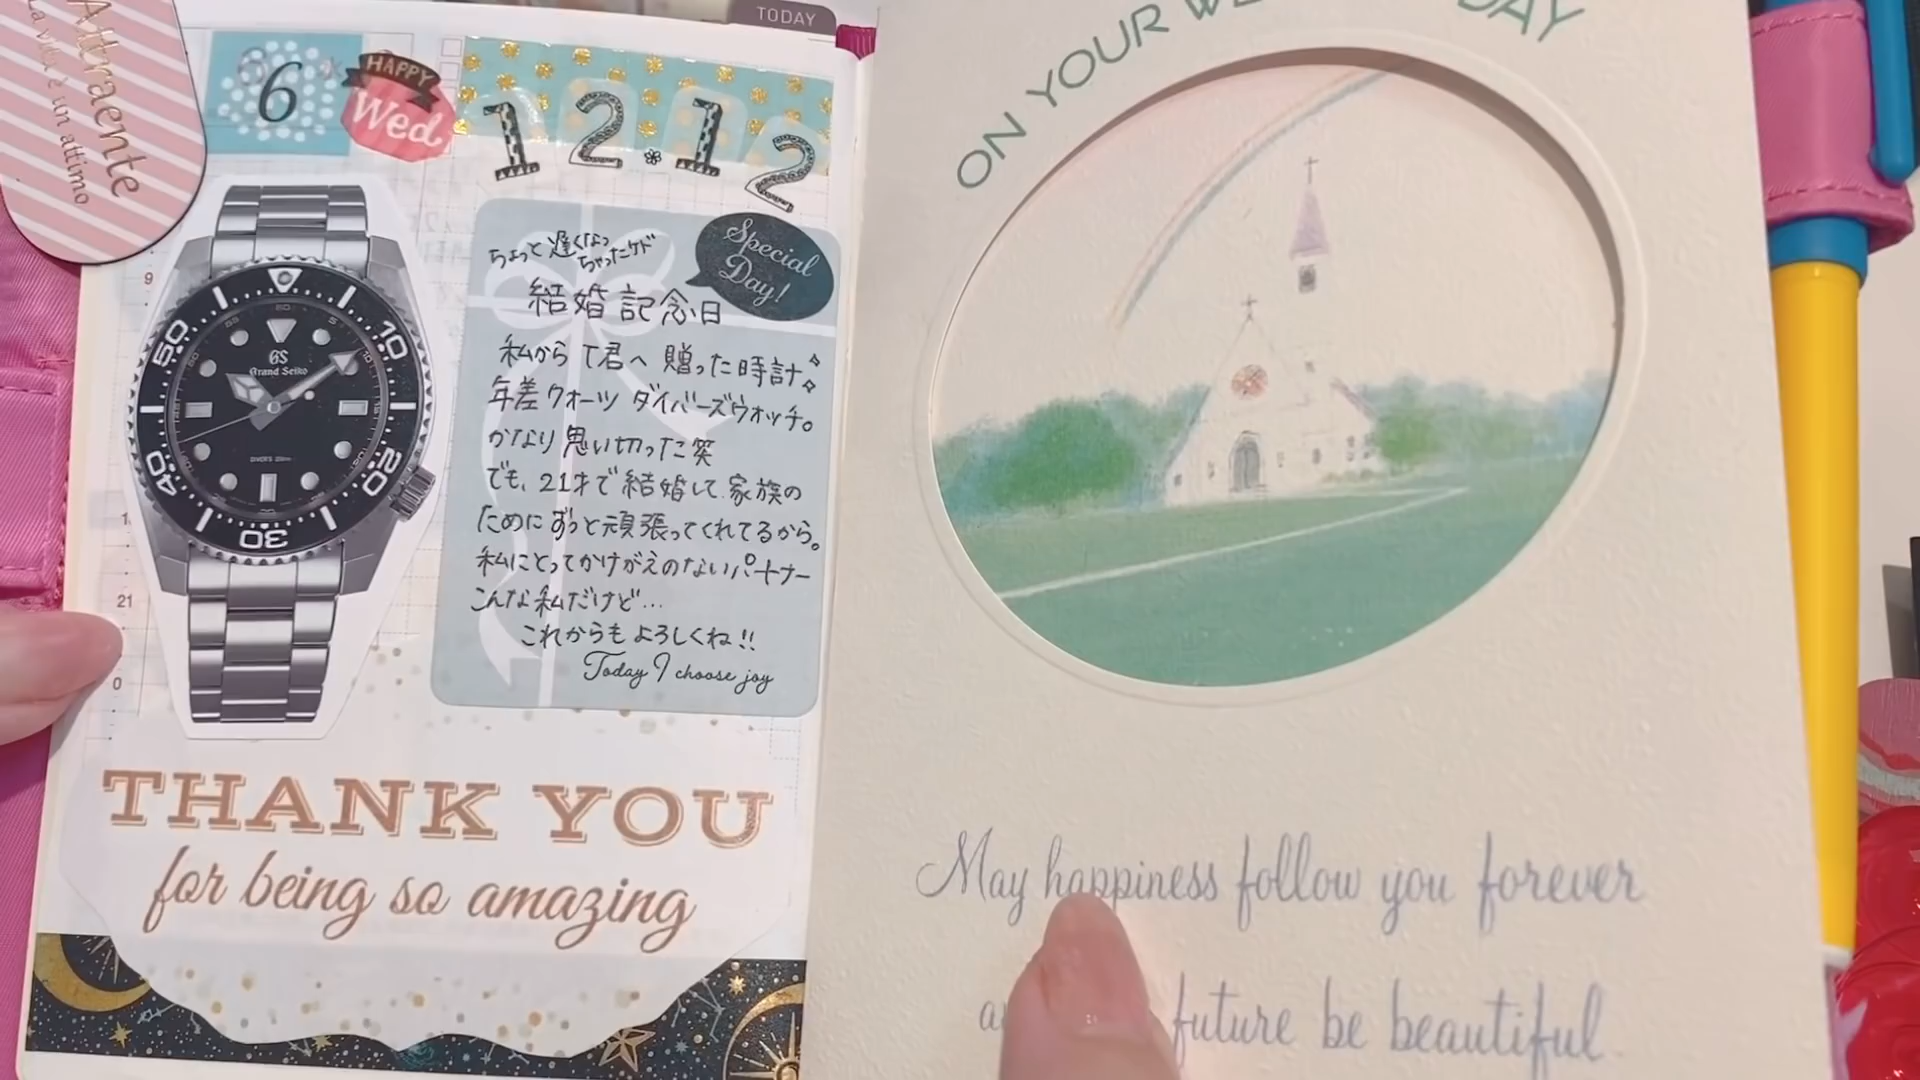 Attraente
La vita è un attimo
TODAY
6
HAPPY
Wed
12.12
Special
Day!
ちょっと遅くなっ
ちゃったケド
結婚記念日
私からT君へ贈った時計
年差クオーツダイバーズウォッチ。
かなり思い切った笑
でも、21才で結婚して家族の
ためにずっと頑張ってくれてるから。
私にとってかけがえのないパートナー
こんな私だけど…
これからもよろしくね!!
Today I choose joy
9
21
0
50
10
40
20
30
GS
Grand Seiko
THANK YOU
for being so amazing
ON YOUR WE DAY
May happiness follow you forever
future be beautiful.